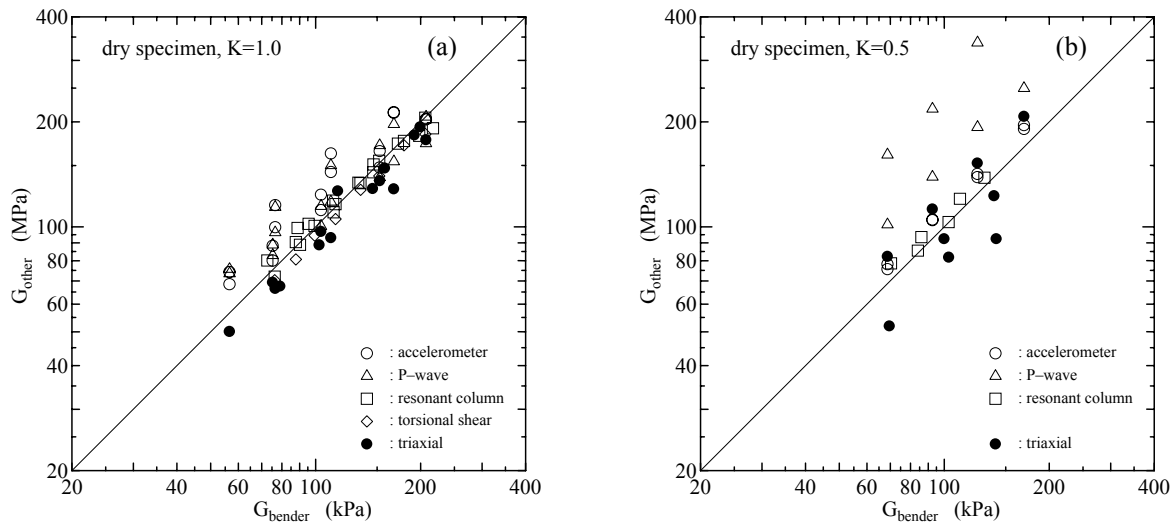 400
200
100
80
60
40
20
G_other (MPa)
dry specimen, K=1.0 (a)
: accelerometer
: P–wave
: resonant column
: torsional shear
: triaxial
20 40 60 80 100 200 400
G_bender (kPa)
400
200
100
80
60
40
20
G_other (MPa)
dry specimen, K=0.5 (b)
: accelerometer
: P–wave
: resonant column
: triaxial
20 40 60 80 100 200 400
G_bender (kPa)